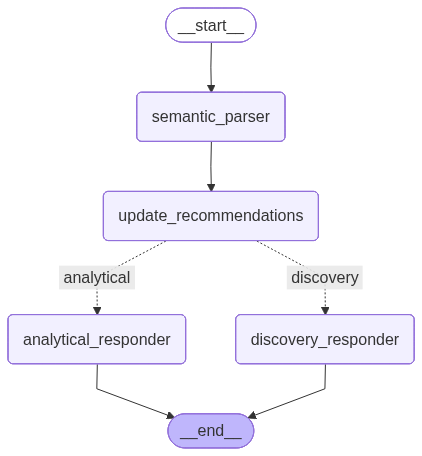 __start__
semantic_parser
update_recommendations
analytical
discovery
analytical_responder
discovery_responder
__end__